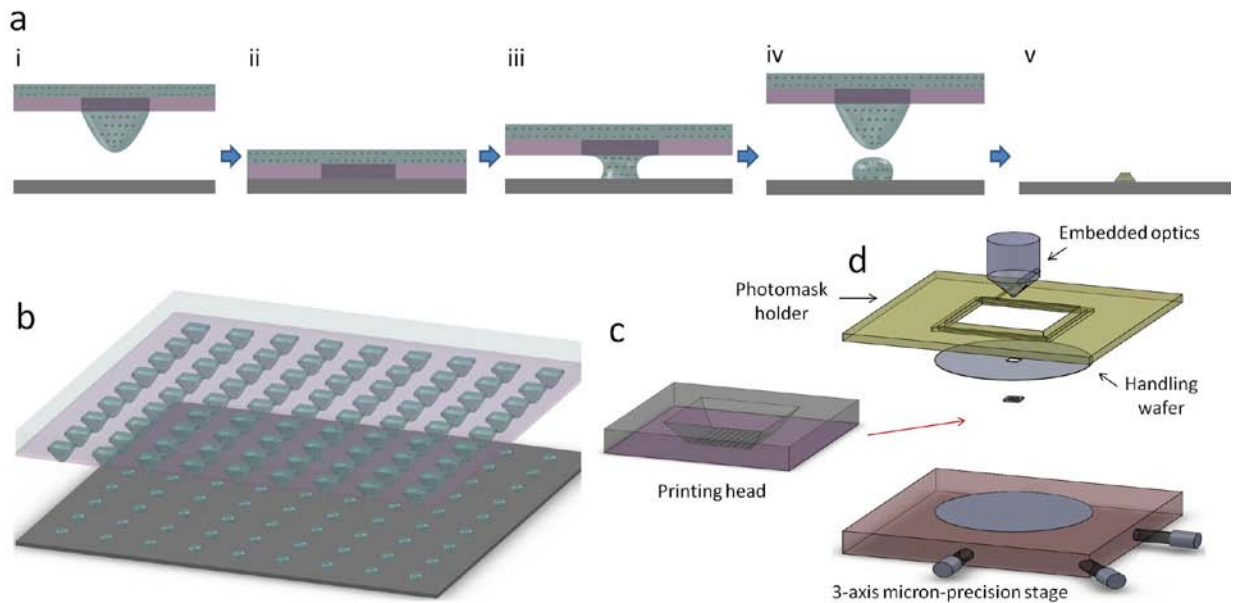 a
i
ii
iii
iv
v
b
c
Printing head
d
Embedded optics
Photomask
holder
Handling
wafer
3-axis micron-precision stage